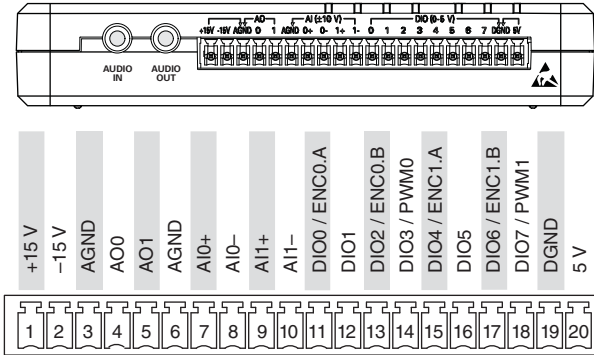 AO AI (±10 V) DIO (0-5 V)
+15V -15V AGND 0 1 AGND 0+ 0- 1+ 1- 0 1 2 3 4 5 6 7 DGND 5V
AUDIO IN
AUDIO OUT
+15 V
–15 V
AGND
AO0
AO1
AGND
AI0+
AI0–
AI1+
AI1–
DIO0 / ENC0.A
DIO1
DIO2 / ENC0.B
DIO3 / PWM0
DIO4 / ENC1.A
DIO5
DIO6 / ENC1.B
DIO7 / PWM1
DGND
5 V
1 2 3 4 5 6 7 8 9 10 11 12 13 14 15 16 17 18 19 20